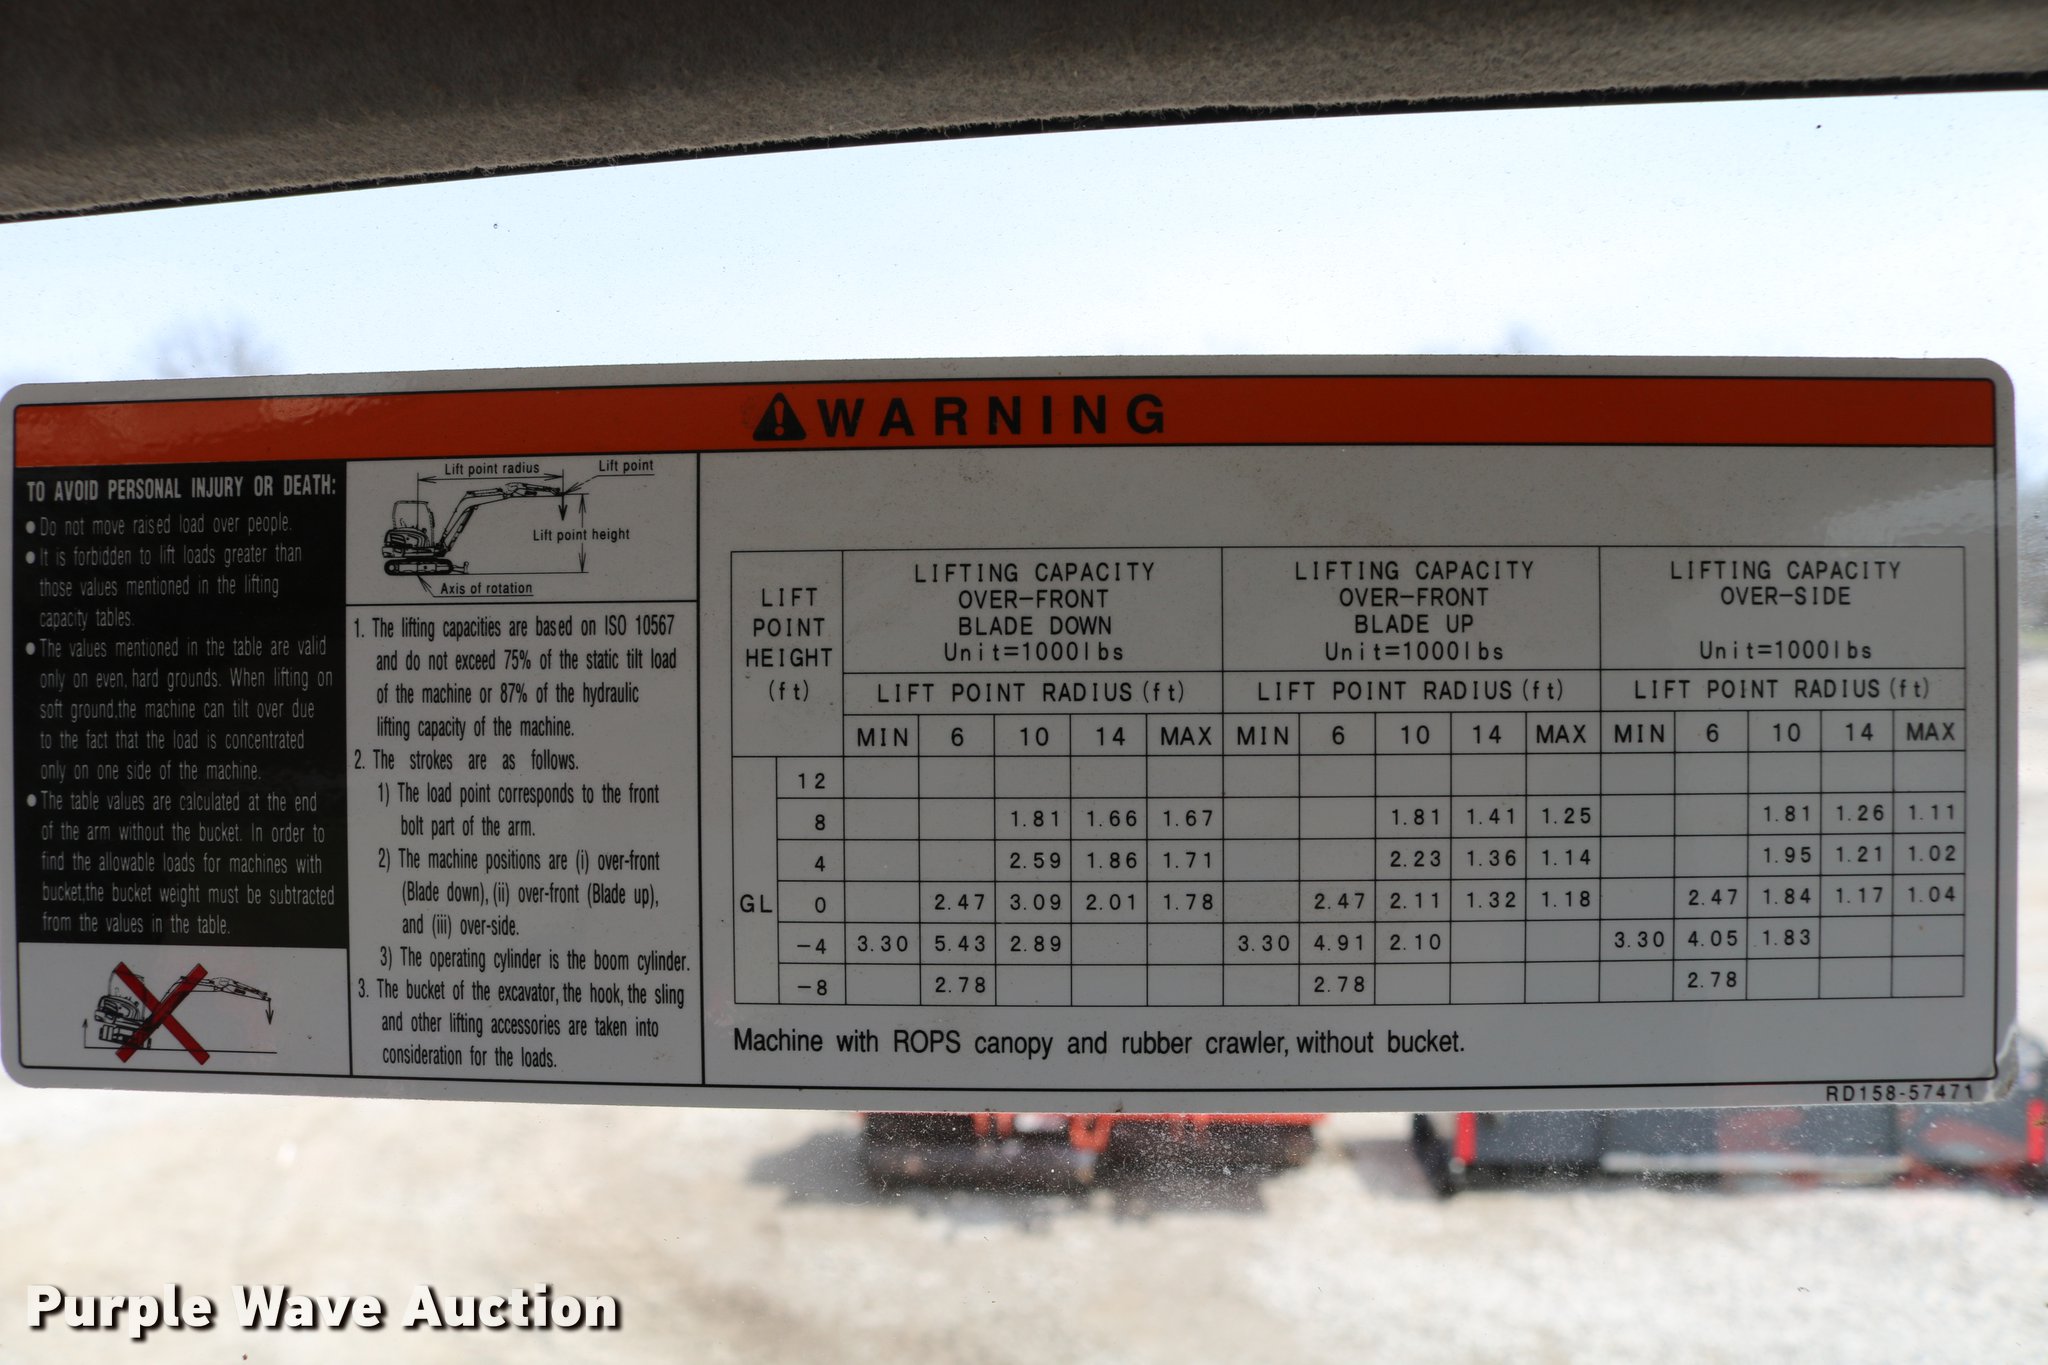 WARNING
TO AVOID PERSONAL INJURY OR DEATH:
● Do not move raised load over people.
● It is forbidden to lift loads greater than
those values mentioned in the lifting
capacity tables.
● The values mentioned in the table are valid
only on even, hard grounds. When lifting on
soft ground,the machine can tilt over due
to the fact that the load is concentrated
only on one side of the machine.
● The table values are calculated at the end
of the arm without the bucket. In order to
find the allowable loads for machines with
bucket,the bucket weight must be subtracted
from the values in the table.
Lift point radius
Lift point
Lift point height
Axis of rotation
1. The lifting capacities are based on ISO 10567
and do not exceed 75% of the static tilt load
of the machine or 87% of the hydraulic
lifting capacity of the machine.
2. The strokes are as follows.
1) The load point corresponds to the front
bolt part of the arm.
2) The machine positions are (i) over-front
(Blade down), (ii) over-front (Blade up),
and (iii) over-side.
3) The operating cylinder is the boom cylinder.
3. The bucket of the excavator, the hook, the sling
and other lifting accessories are taken into
consideration for the loads.
LIFT
POINT
HEIGHT
(ft)
LIFTING CAPACITY
OVER-FRONT
BLADE DOWN
Unit=1000lbs
LIFTING CAPACITY
OVER-FRONT
BLADE UP
Unit=1000lbs
LIFTING CAPACITY
OVER-SIDE
Unit=1000lbs
LIFT POINT RADIUS (ft) LIFT POINT RADIUS (ft) LIFT POINT RADIUS (ft)
MIN 6 10 14 MAX MIN 6 10 14 MAX MIN 6 10 14 MAX
12
8 1.81 1.66 1.67 1.81 1.41 1.25 1.81 1.26 1.11
4 2.59 1.86 1.71 2.23 1.36 1.14 1.95 1.21 1.02
GL 0 2.47 3.09 2.01 1.78 2.47 2.11 1.32 1.18 2.47 1.84 1.17 1.04
-4 3.30 5.43 2.89 3.30 4.91 2.10 3.30 4.05 1.83
-8 2.78 2.78 2.78
Machine with ROPS canopy and rubber crawler, without bucket.
RD158-57471
Purple Wave Auction